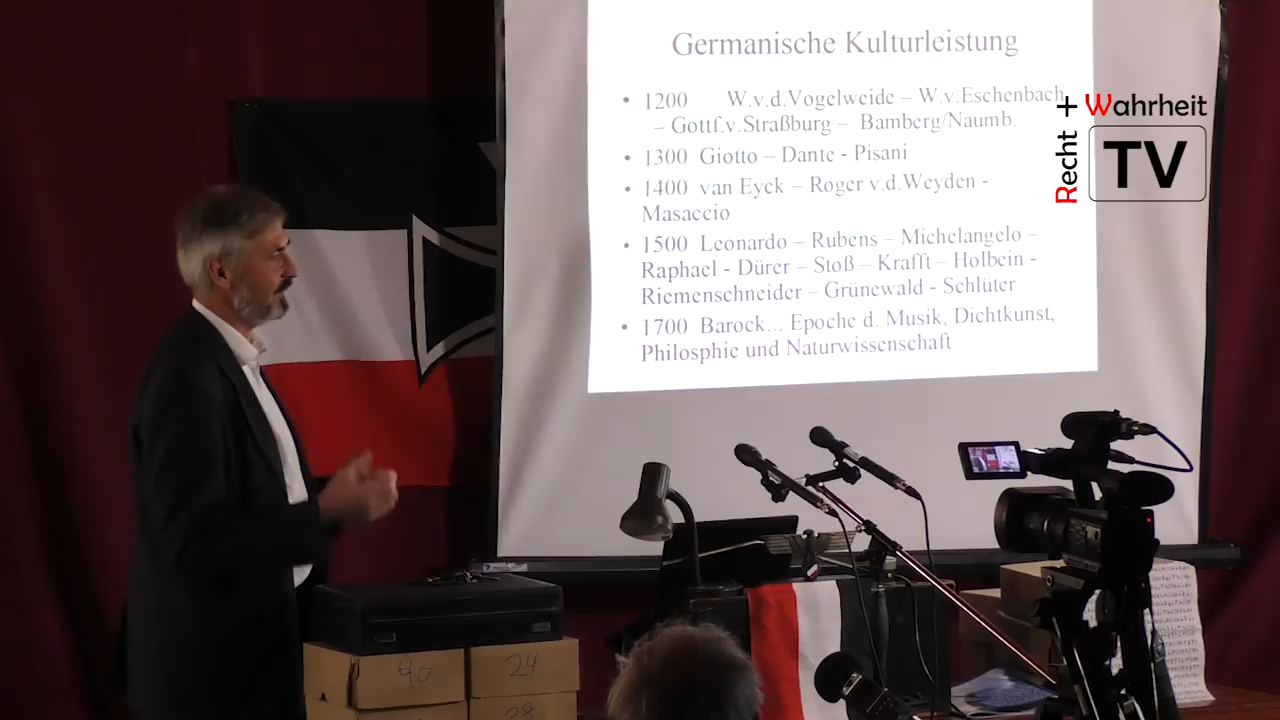 Germanische Kulturleistung
• 1200 W.v.d.Vogelweide – W.v.Eschenbach
– Gottf.v.Straßburg – Bamberg/Naumb.
• 1300 Giotto – Dante - Pisani
• 1400 van Eyck – Roger v.d.Weyden -
Masaccio
• 1500 Leonardo – Rubens – Michelangelo –
Raphael - Dürer – Stoß – Krafft – Holbein -
Riemenschneider – Grünewald - Schlüter
• 1700 Barock... Epoche d. Musik, Dichtkunst,
Philosphie und Naturwissenschaft
Recht + Wahrheit
TV
40
24
28